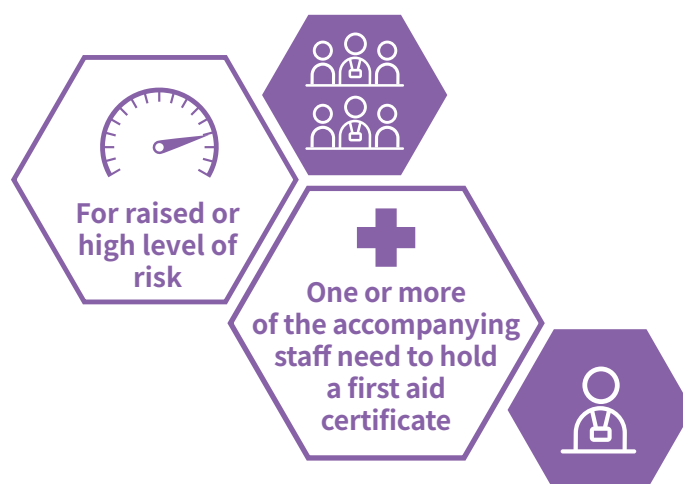 For raised or
high level of
risk
One or more
of the accompanying
staff need to hold
a first aid
certificate